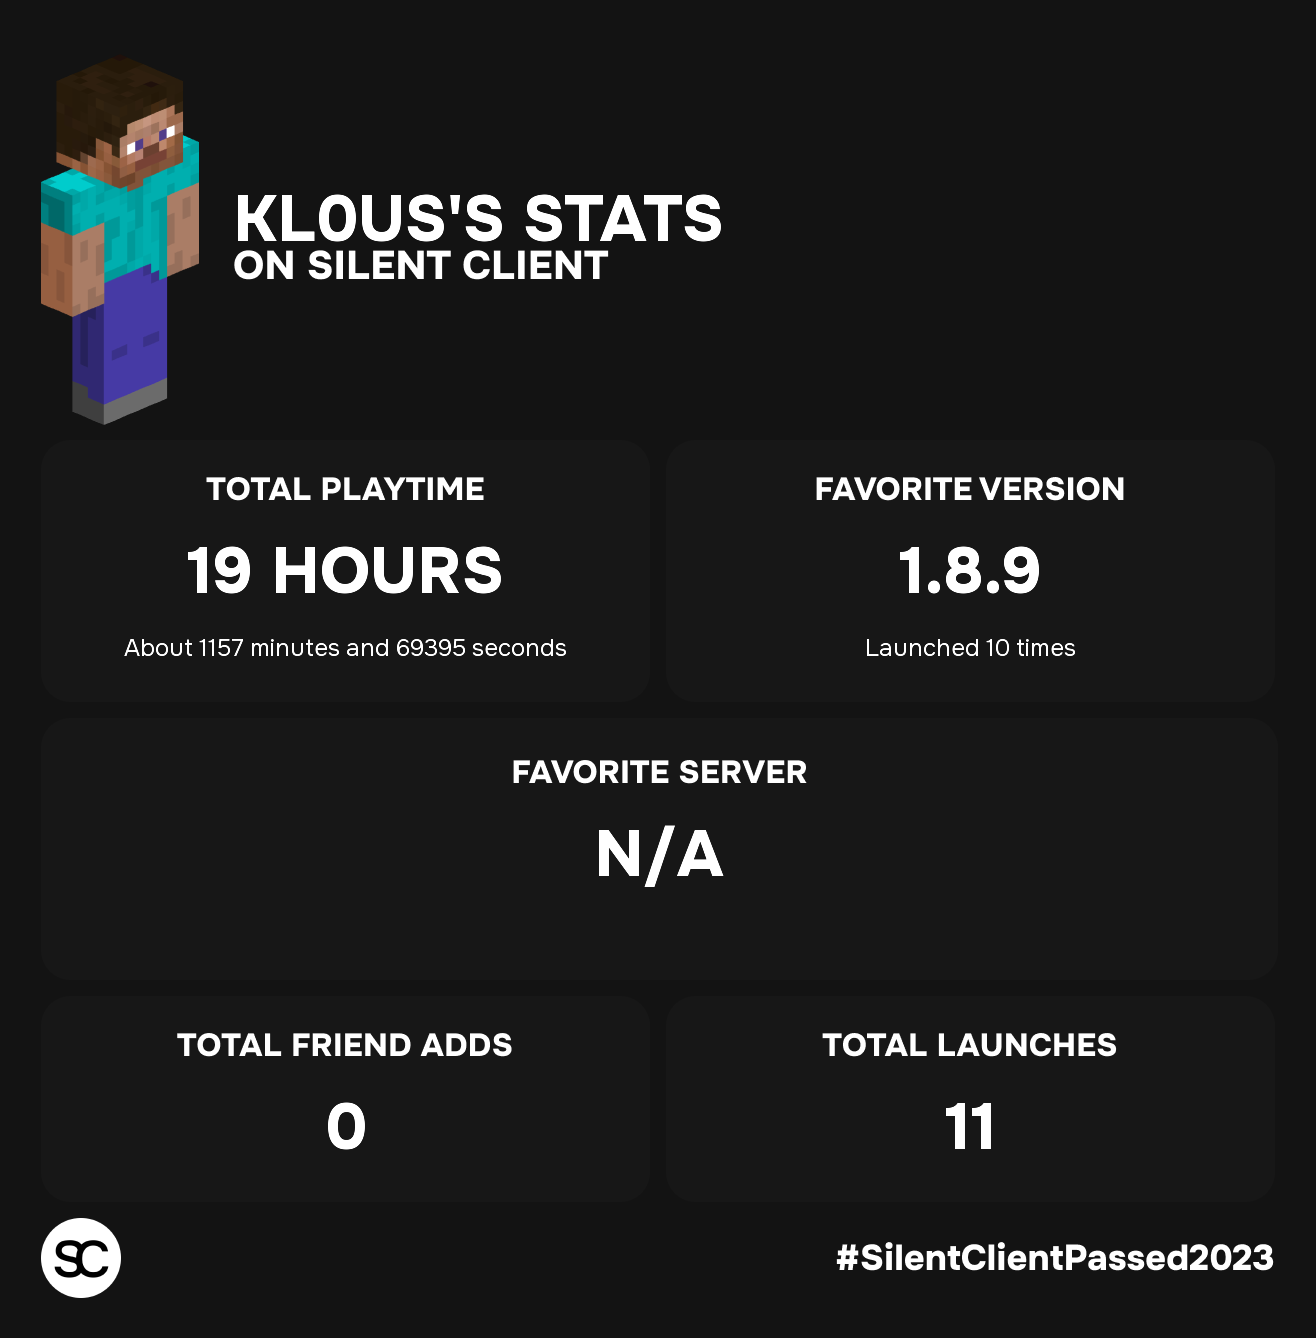 KL0US'S STATS
ON SILENT CLIENT
TOTAL PLAYTIME
19 HOURS
About 1157 minutes and 69395 seconds
FAVORITE VERSION
1.8.9
Launched 10 times
FAVORITE SERVER
N/A
TOTAL FRIEND ADDS
0
TOTAL LAUNCHES
11
SC
#SilentClientPassed2023